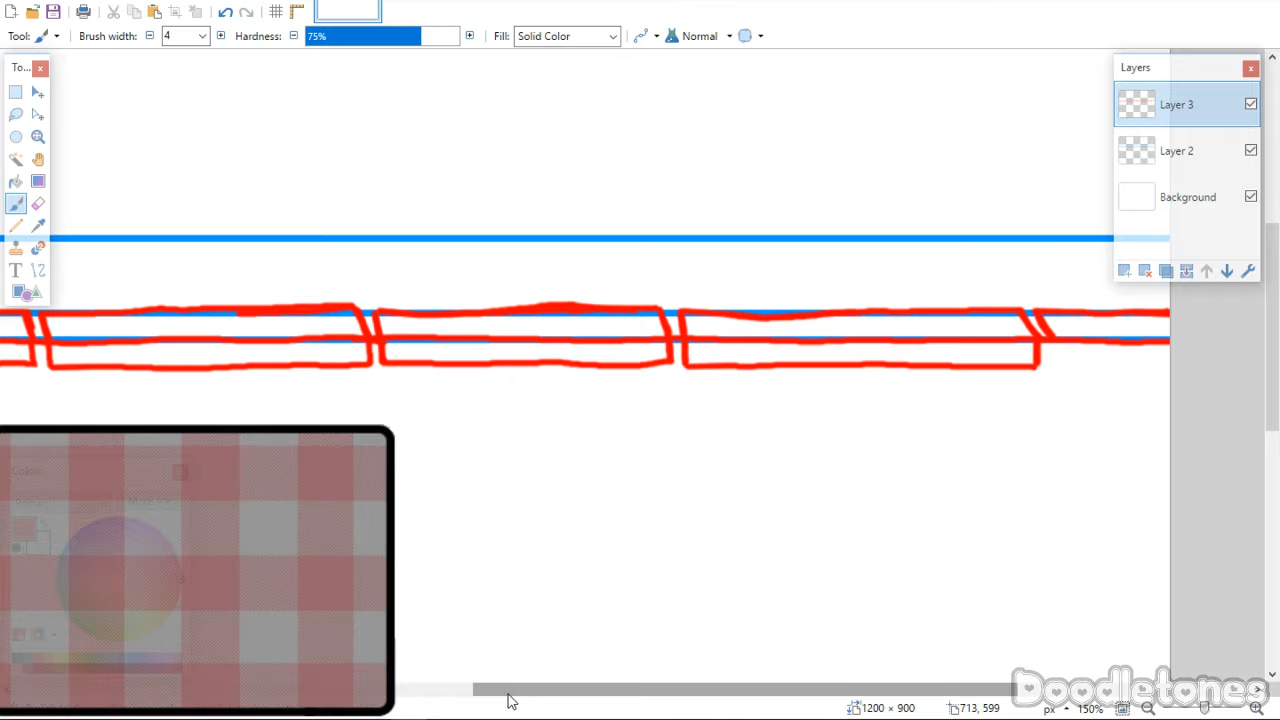 Tool:
Brush width:
4
Hardness:
75%
Fill:
Solid Color
Normal
To...
x
Layers
x
Layer 3
Layer 2
Background
T
Colors
doodletones
1200 × 900
713, 599
px
150%